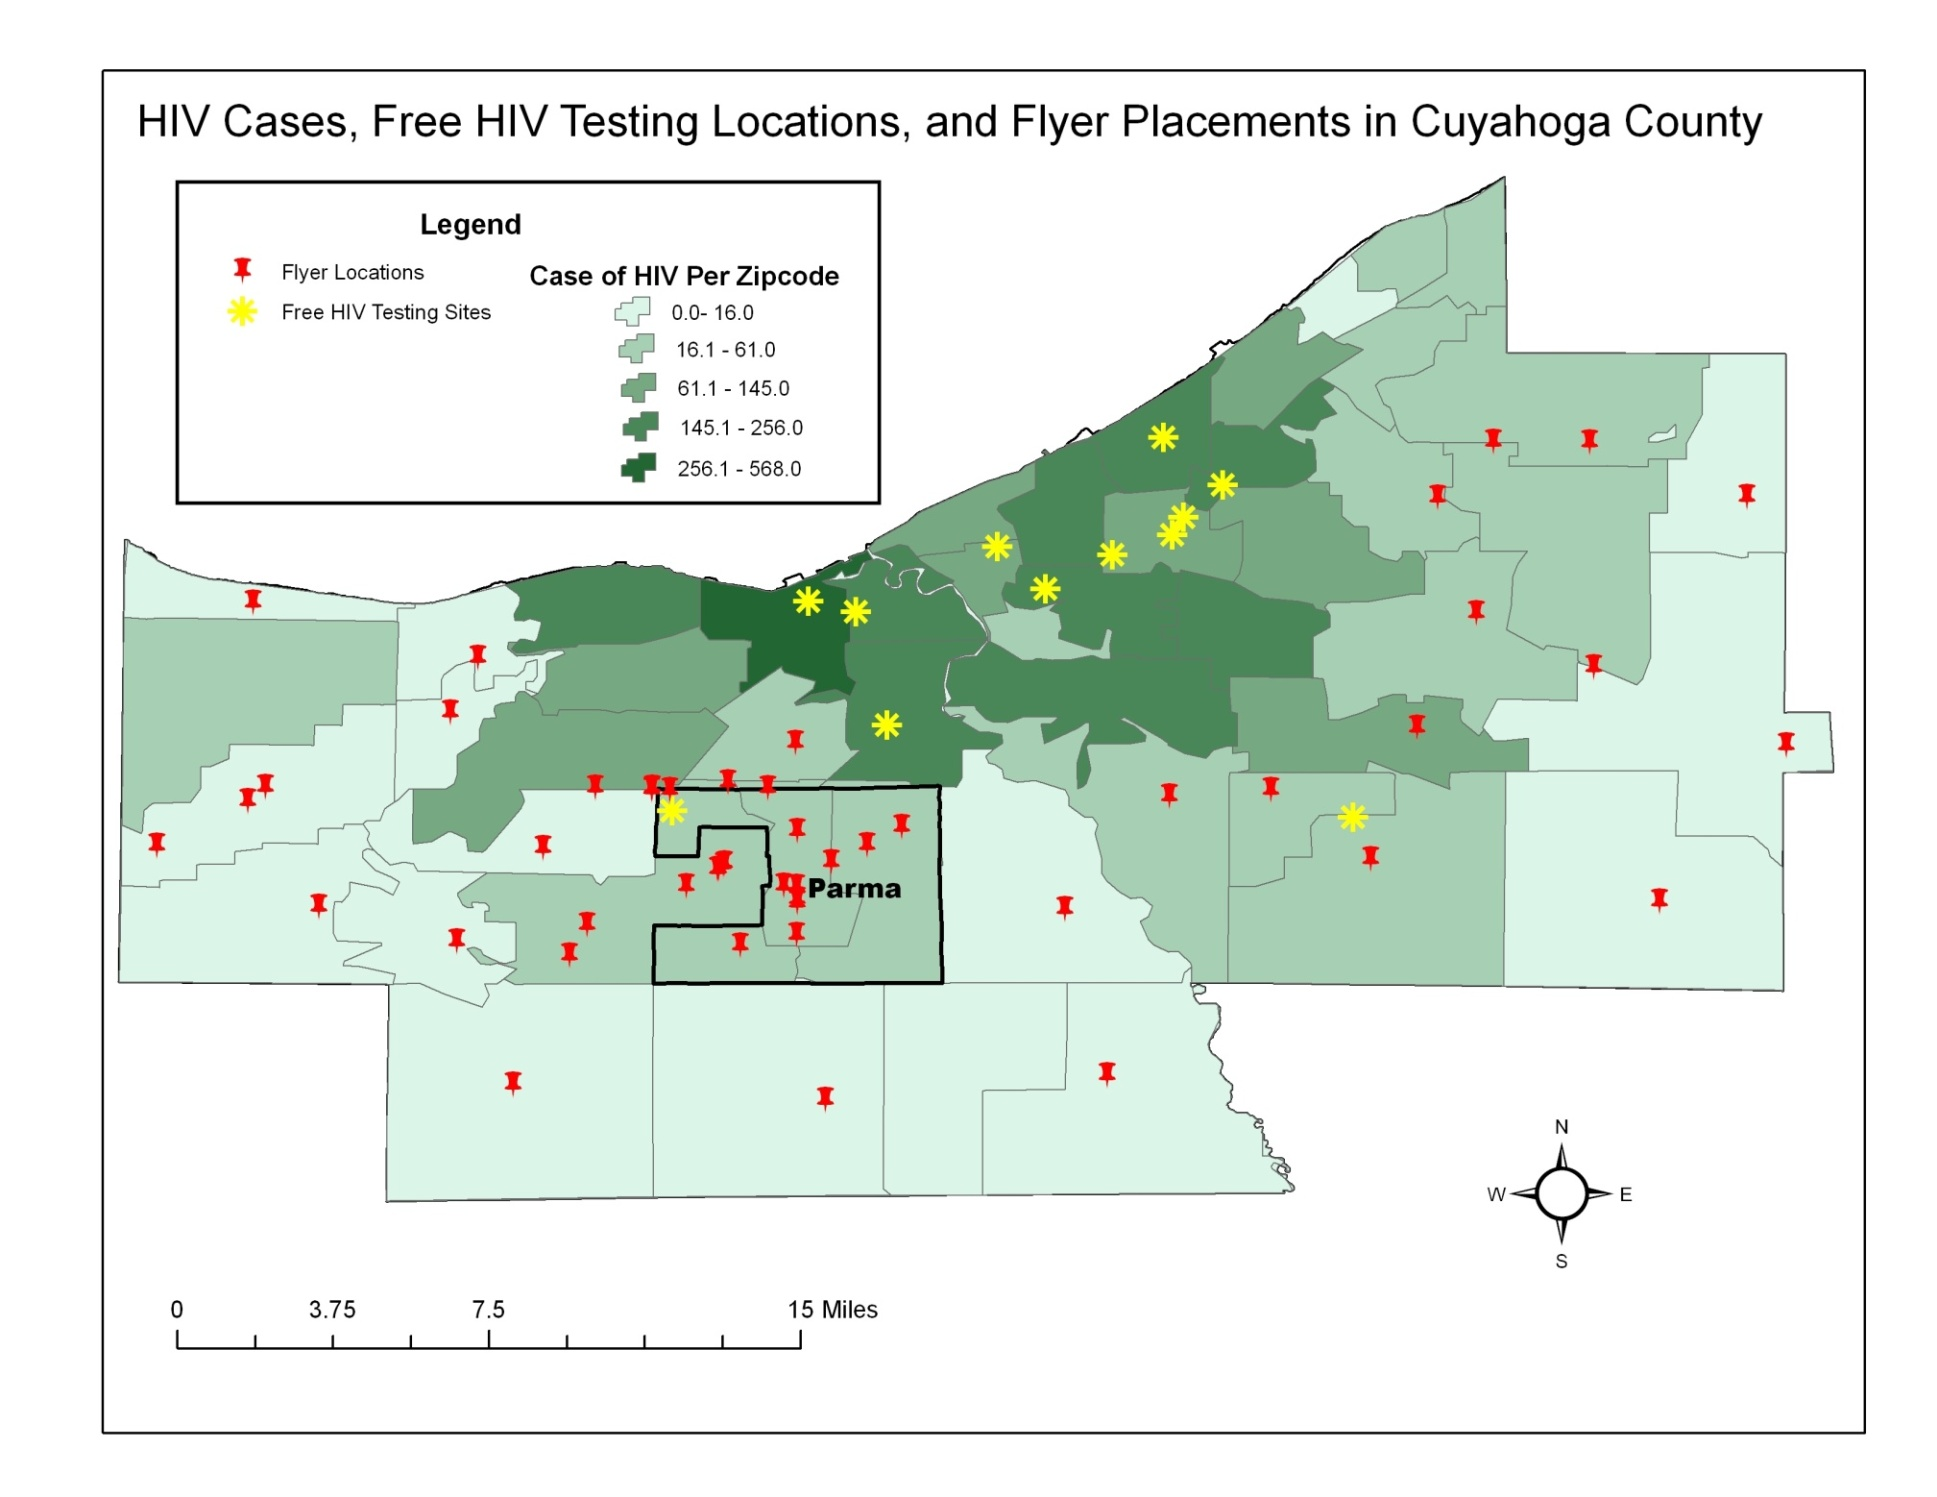 HIV Cases, Free HIV Testing Locations, and Flyer Placements in Cuyahoga County
Legend
Flyer Locations
Free HIV Testing Sites
Case of HIV Per Zipcode
0.0- 16.0
16.1 - 61.0
61.1 - 145.0
145.1 - 256.0
256.1 - 568.0
Parma
N
W E
S
0 3.75 7.5 15 Miles